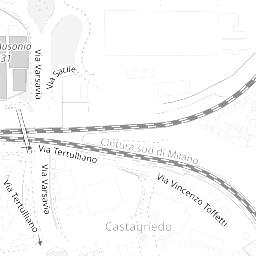 Ausonio
31
Via Varsavia
Via Sacile
Cintura sud di Milano
Via Tertulliano
Via Vincenzo Toffetti
Via Tertulliano
Via Varsavia
Castagnedo